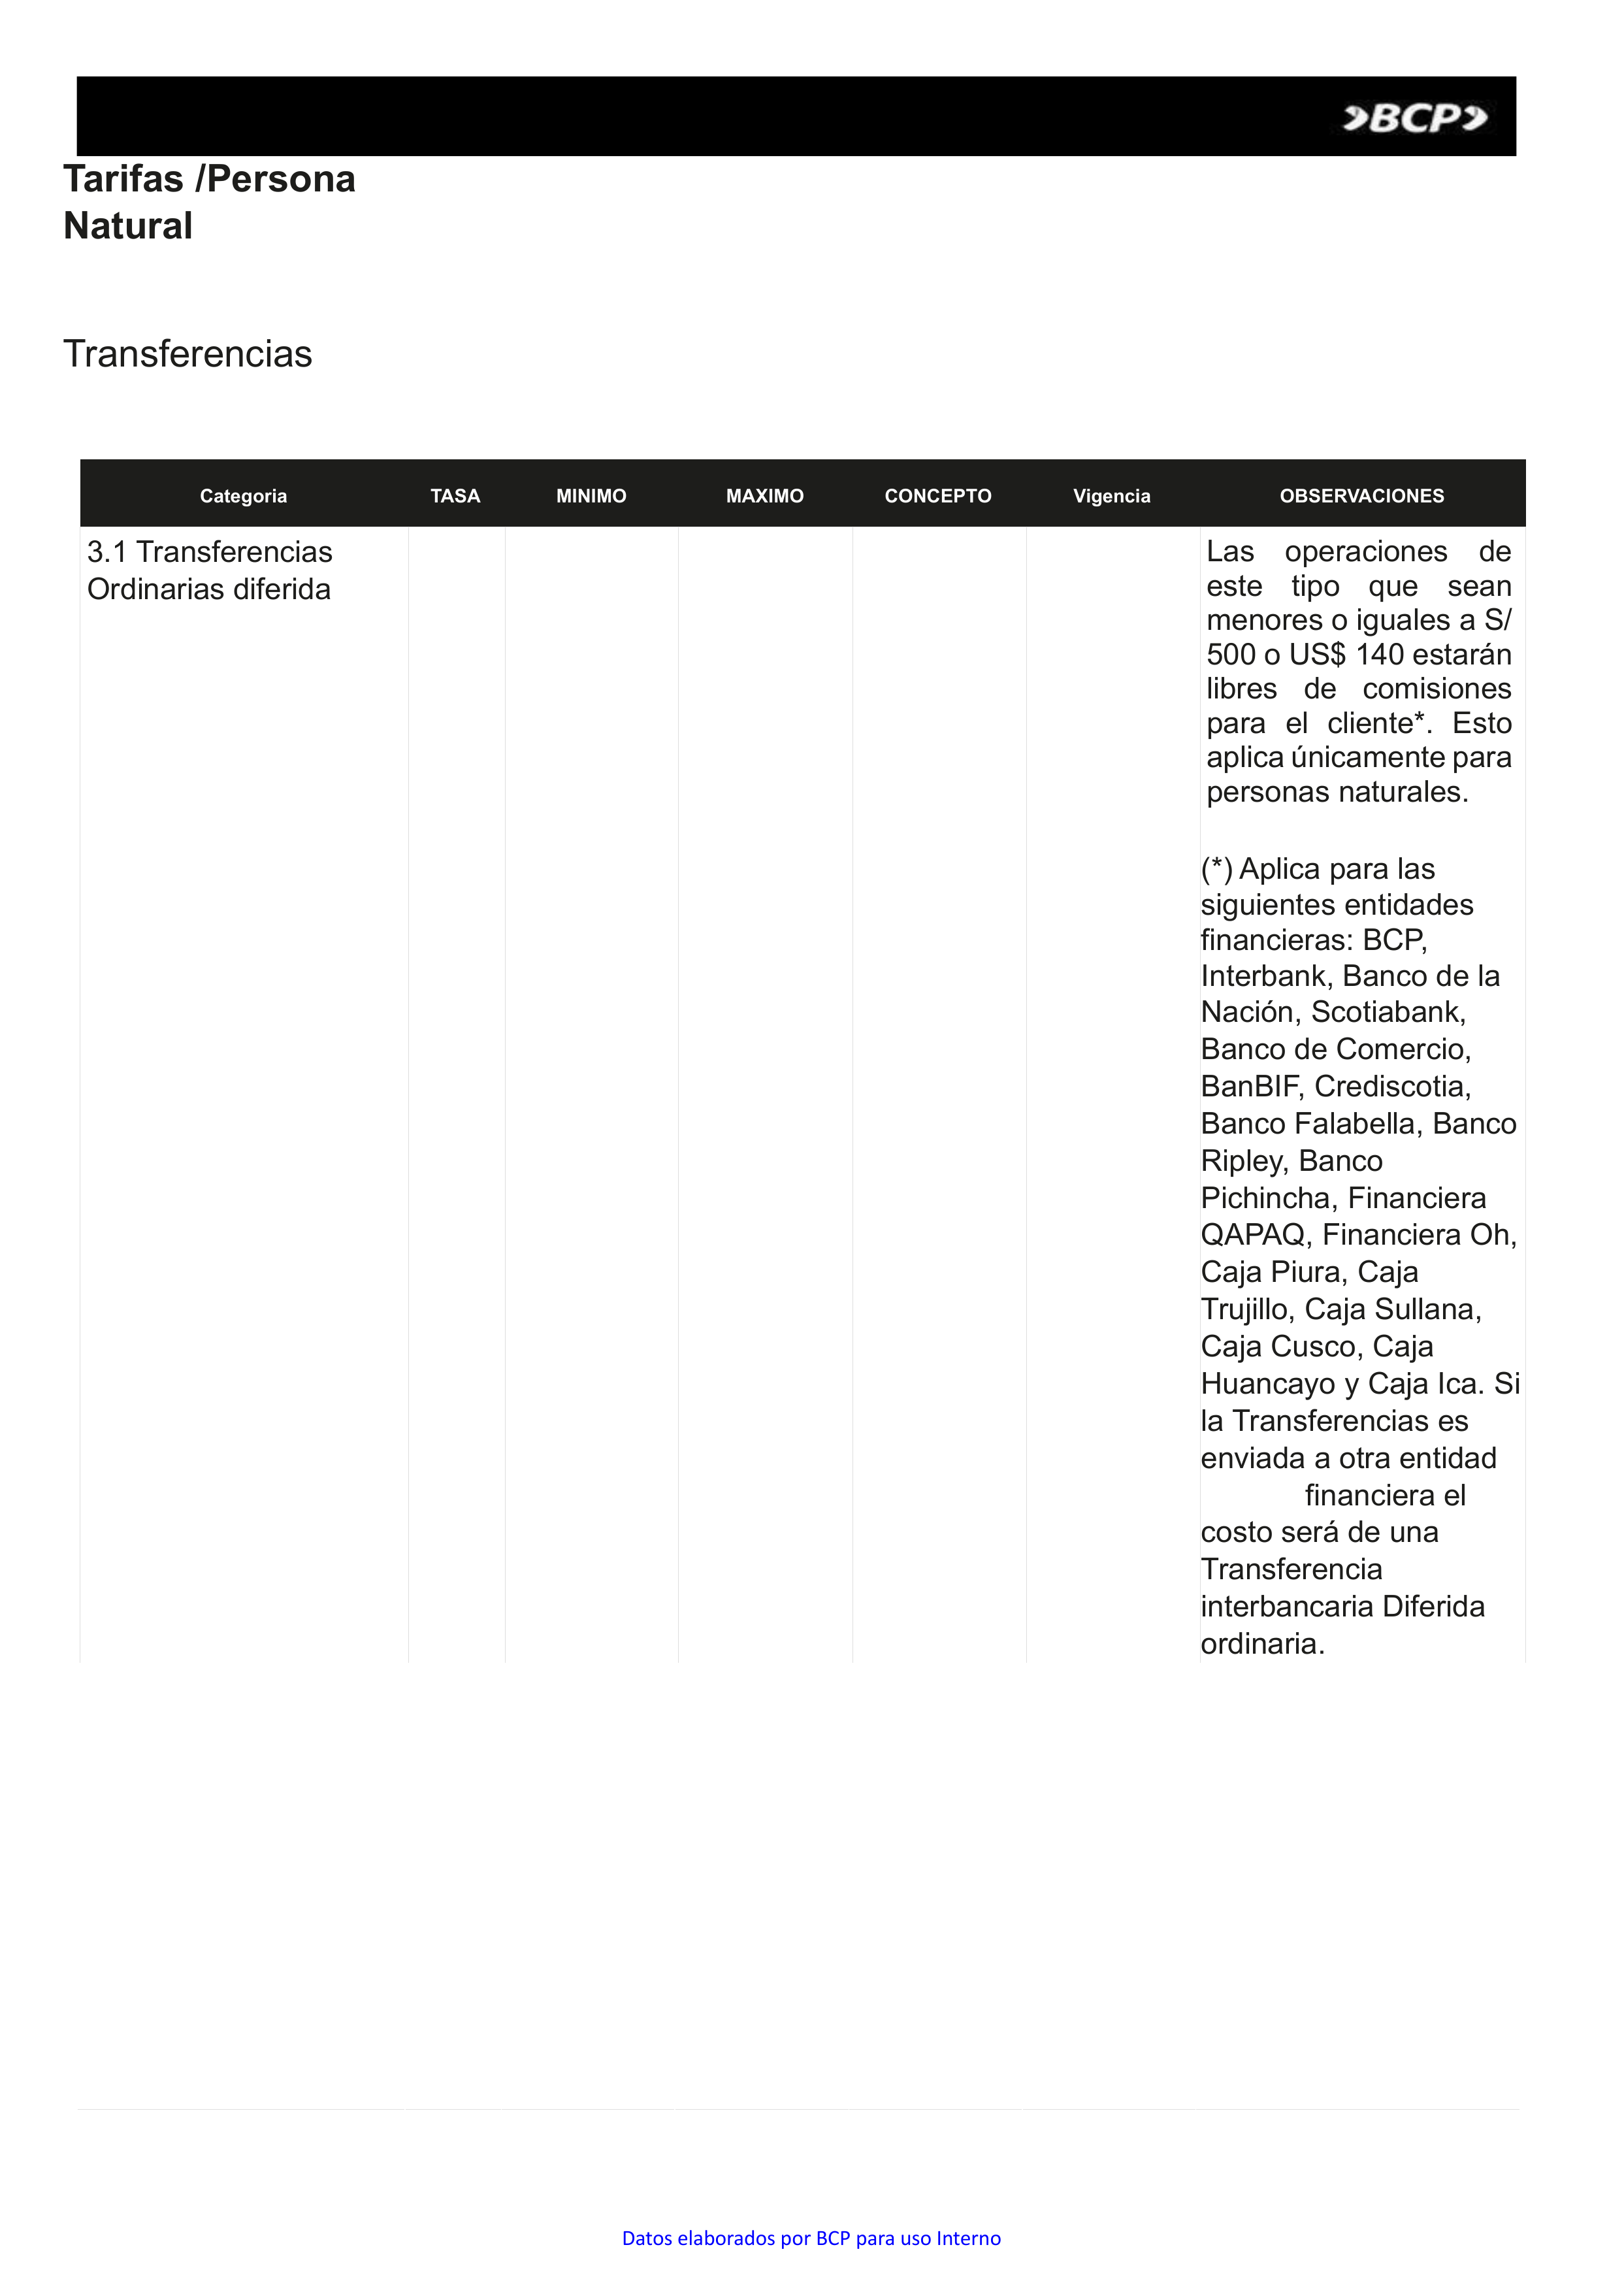 BCP
Tarifas /Persona
Natural
Transferencias
Categoria TASA MINIMO MAXIMO CONCEPTO Vigencia OBSERVACIONES
3.1 Transferencias
Ordinarias diferida
Las operaciones de
este tipo que sean
menores o iguales a S/
500 o US$ 140 estarán
libres de comisiones
para el cliente*. Esto
aplica únicamente para
personas naturales.
(*) Aplica para las
siguientes entidades
financieras: BCP,
Interbank, Banco de la
Nación, Scotiabank,
Banco de Comercio,
BanBIF, Crediscotia,
Banco Falabella, Banco
Ripley, Banco
Pichincha, Financiera
QAPAQ, Financiera Oh,
Caja Piura, Caja
Trujillo, Caja Sullana,
Caja Cusco, Caja
Huancayo y Caja Ica. Si
la Transferencias es
enviada a otra entidad
financiera el
costo será de una
Transferencia
interbancaria Diferida
ordinaria.
Datos elaborados por BCP para uso Interno